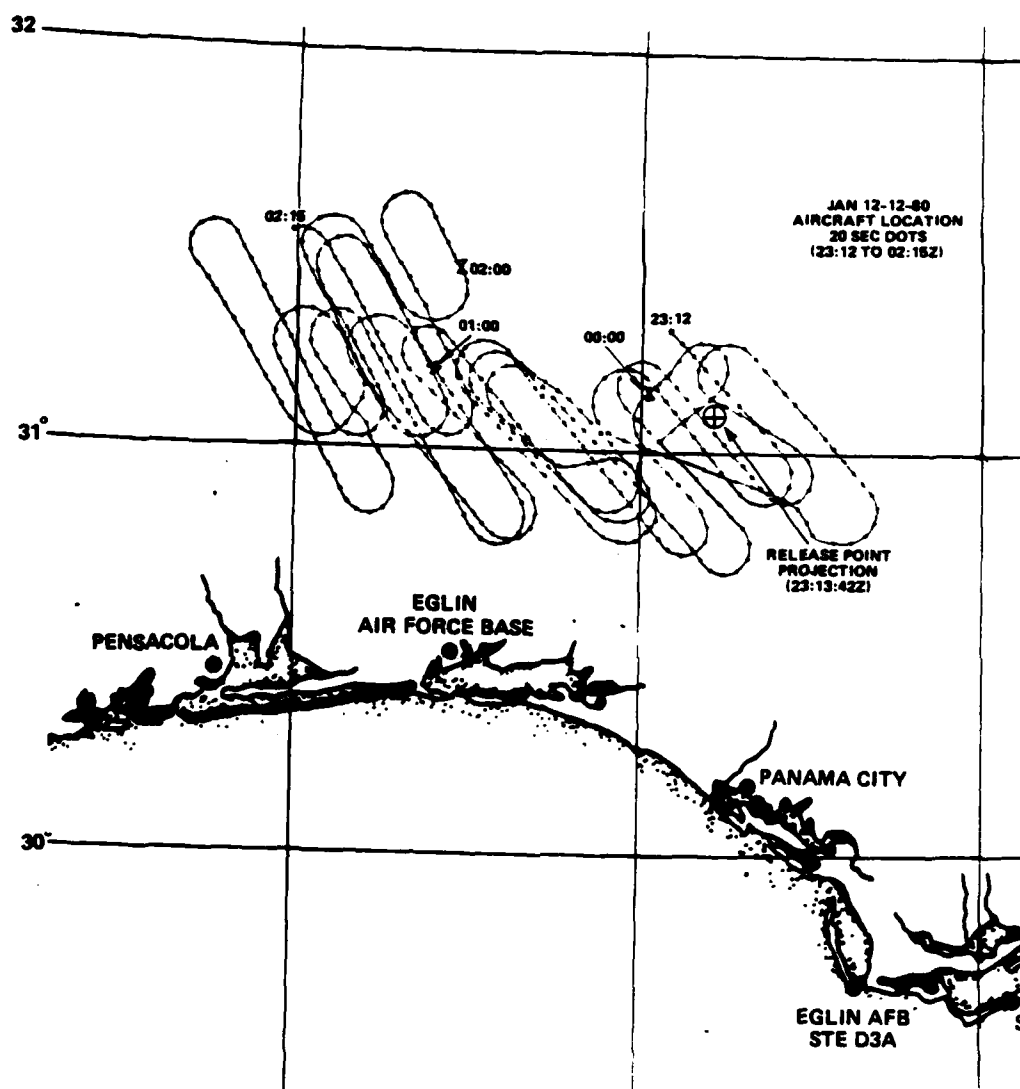 32
JAN 12-12-80
AIRCRAFT LOCATION
20 SEC DOTS
(23:12 TO 02:15Z)
02:15
02:00
01:00
00:00
23:12
31°
RELEASE POINT
PROJECTION
(23:13:42Z)
EGLIN
AIR FORCE BASE
PENSACOLA
PANAMA CITY
30
EGLIN AFB
STE D3A
S